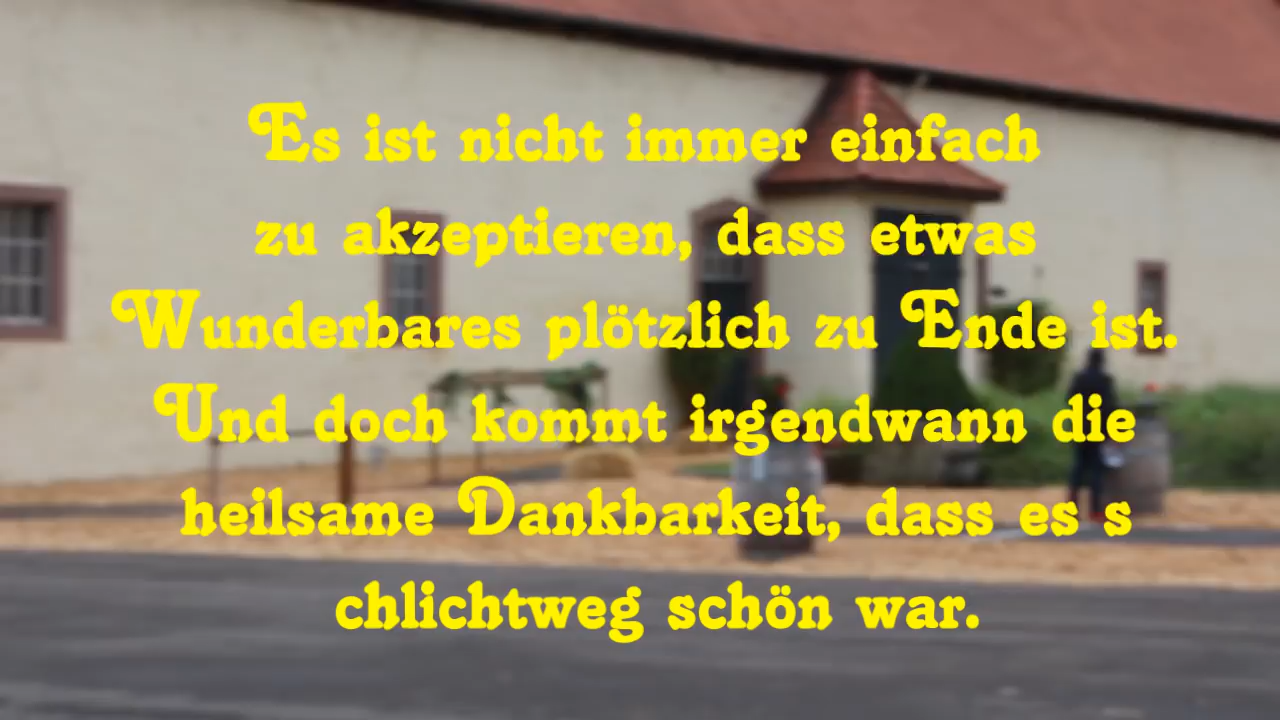 Es ist nicht immer einfach
zu akzeptieren, dass etwas
Wunderbares plötzlich zu Ende ist.
Und doch kommt irgendwann die
heilsame Dankbarkeit, dass es s
chlichtweg schön war.